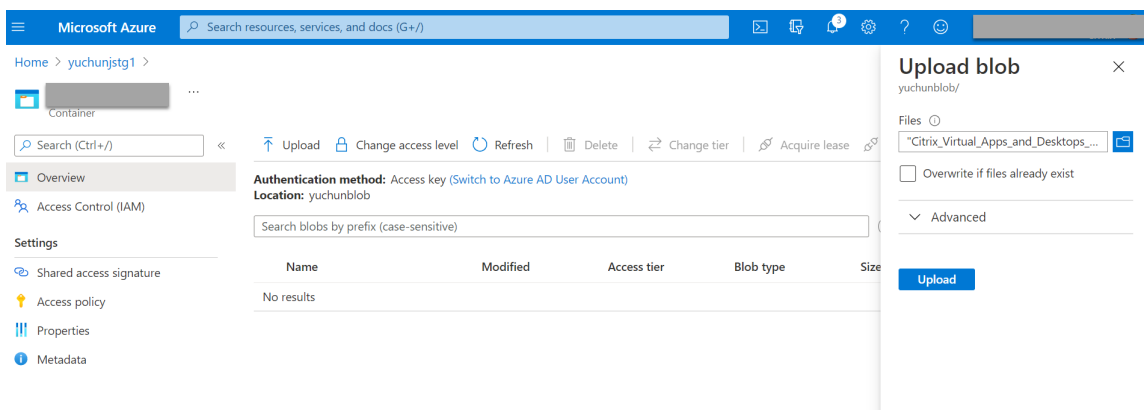 Microsoft Azure
Search resources, services, and docs (G+/)
3
Home > yuchunjstg1 >
...
Container
Search (Ctrl+/)
«
Overview
Access Control (IAM)
Settings
Shared access signature
Access policy
Properties
Metadata
Upload
Change access level
Refresh
Delete
Change tier
Acquire lease
Authentication method: Access key (Switch to Azure AD User Account)
Location: yuchunblob
Search blobs by prefix (case-sensitive)
Name Modified Access tier Blob type Size
No results
Upload blob
yuchunblob/
Files
"Citrix_Virtual_Apps_and_Desktops_...
Overwrite if files already exist
Advanced
Upload